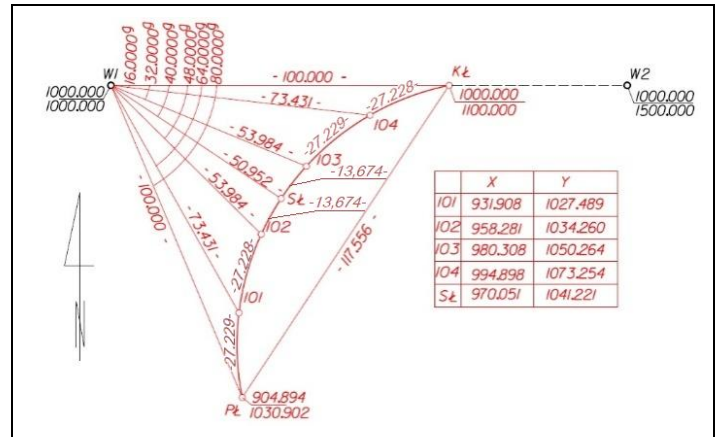 16.0000g
32.0000g
40.0000g
48.0000g
64.0000g
80.0000g
W1
1000.000
1000.000
- 100.000 -
KŁ
1000.000
1100.000
W2
1000.000
1500.000
- 73.431 -
-27.228-
104
- 53.984 -
-27.229-
103
- 50.952 -
-13,674-
SŁ
- 53.984 -
-13,674-
102
- 73.431 -
-27.228-
- 100.000 -
- 117.556 -
101
-27.229-
PŁ
904.894
1030.902
N
X Y
101 931.908 1027.489
102 958.281 1034.260
103 980.308 1050.264
104 994.898 1073.254
SŁ 970.051 1041.221